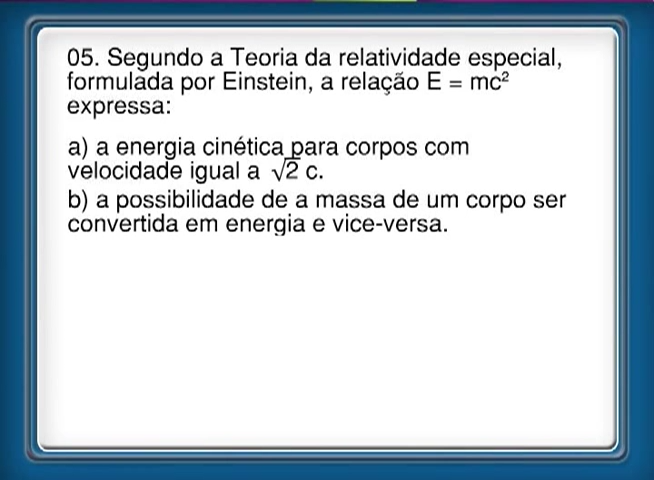 05. Segundo a Teoria da relatividade especial,
formulada por Einstein, a relação E = mc²
expressa:
a) a energia cinética para corpos com
velocidade igual a √2 c.
b) a possibilidade de a massa de um corpo ser
convertida em energia e vice-versa.